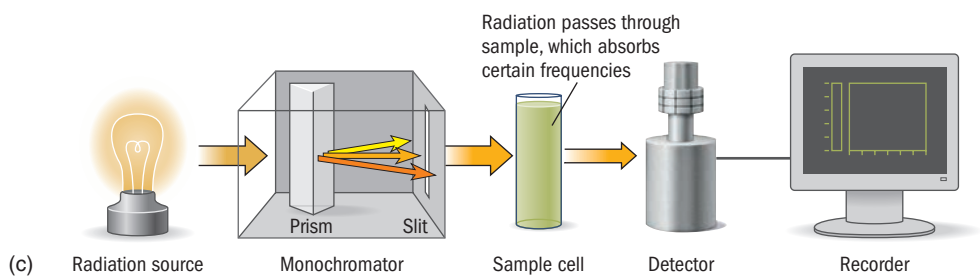 Radiation passes through
sample, which absorbs
certain frequencies
Prism
Slit
(c)
Radiation source
Monochromator
Sample cell
Detector
Recorder